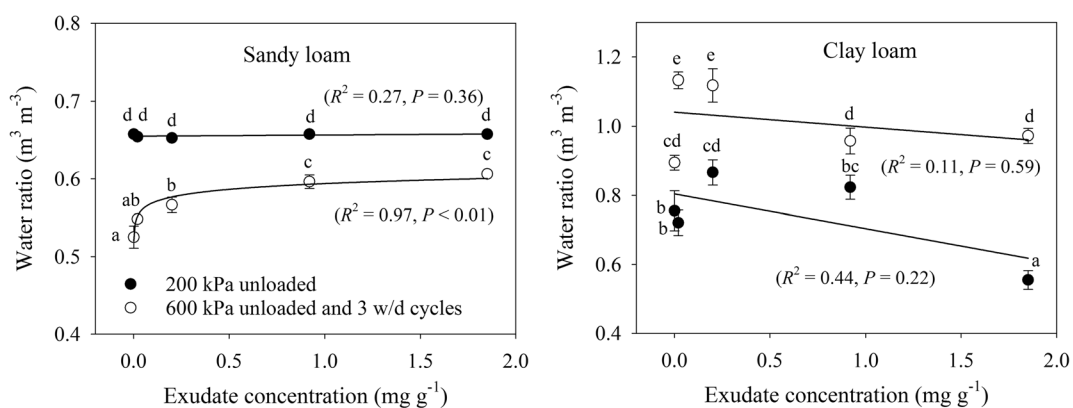 Sandy loam
(R² = 0.27, P = 0.36)
d d d d d
c
c
b
ab
a
(R² = 0.97, P < 0.01)
200 kPa unloaded
600 kPa unloaded and 3 w/d cycles
Water ratio (m³ m⁻³)
0.8
0.7
0.6
0.5
0.4
0.0 0.5 1.0 1.5 2.0
Exudate concentration (mg g⁻¹)
Clay loam
e e
d d
cd cd
bc
(R² = 0.11, P = 0.59)
b
b
a
(R² = 0.44, P = 0.22)
Water ratio (m³ m⁻³)
1.2
1.0
0.8
0.6
0.4
0.0 0.5 1.0 1.5 2.0
Exudate concentration (mg g⁻¹)